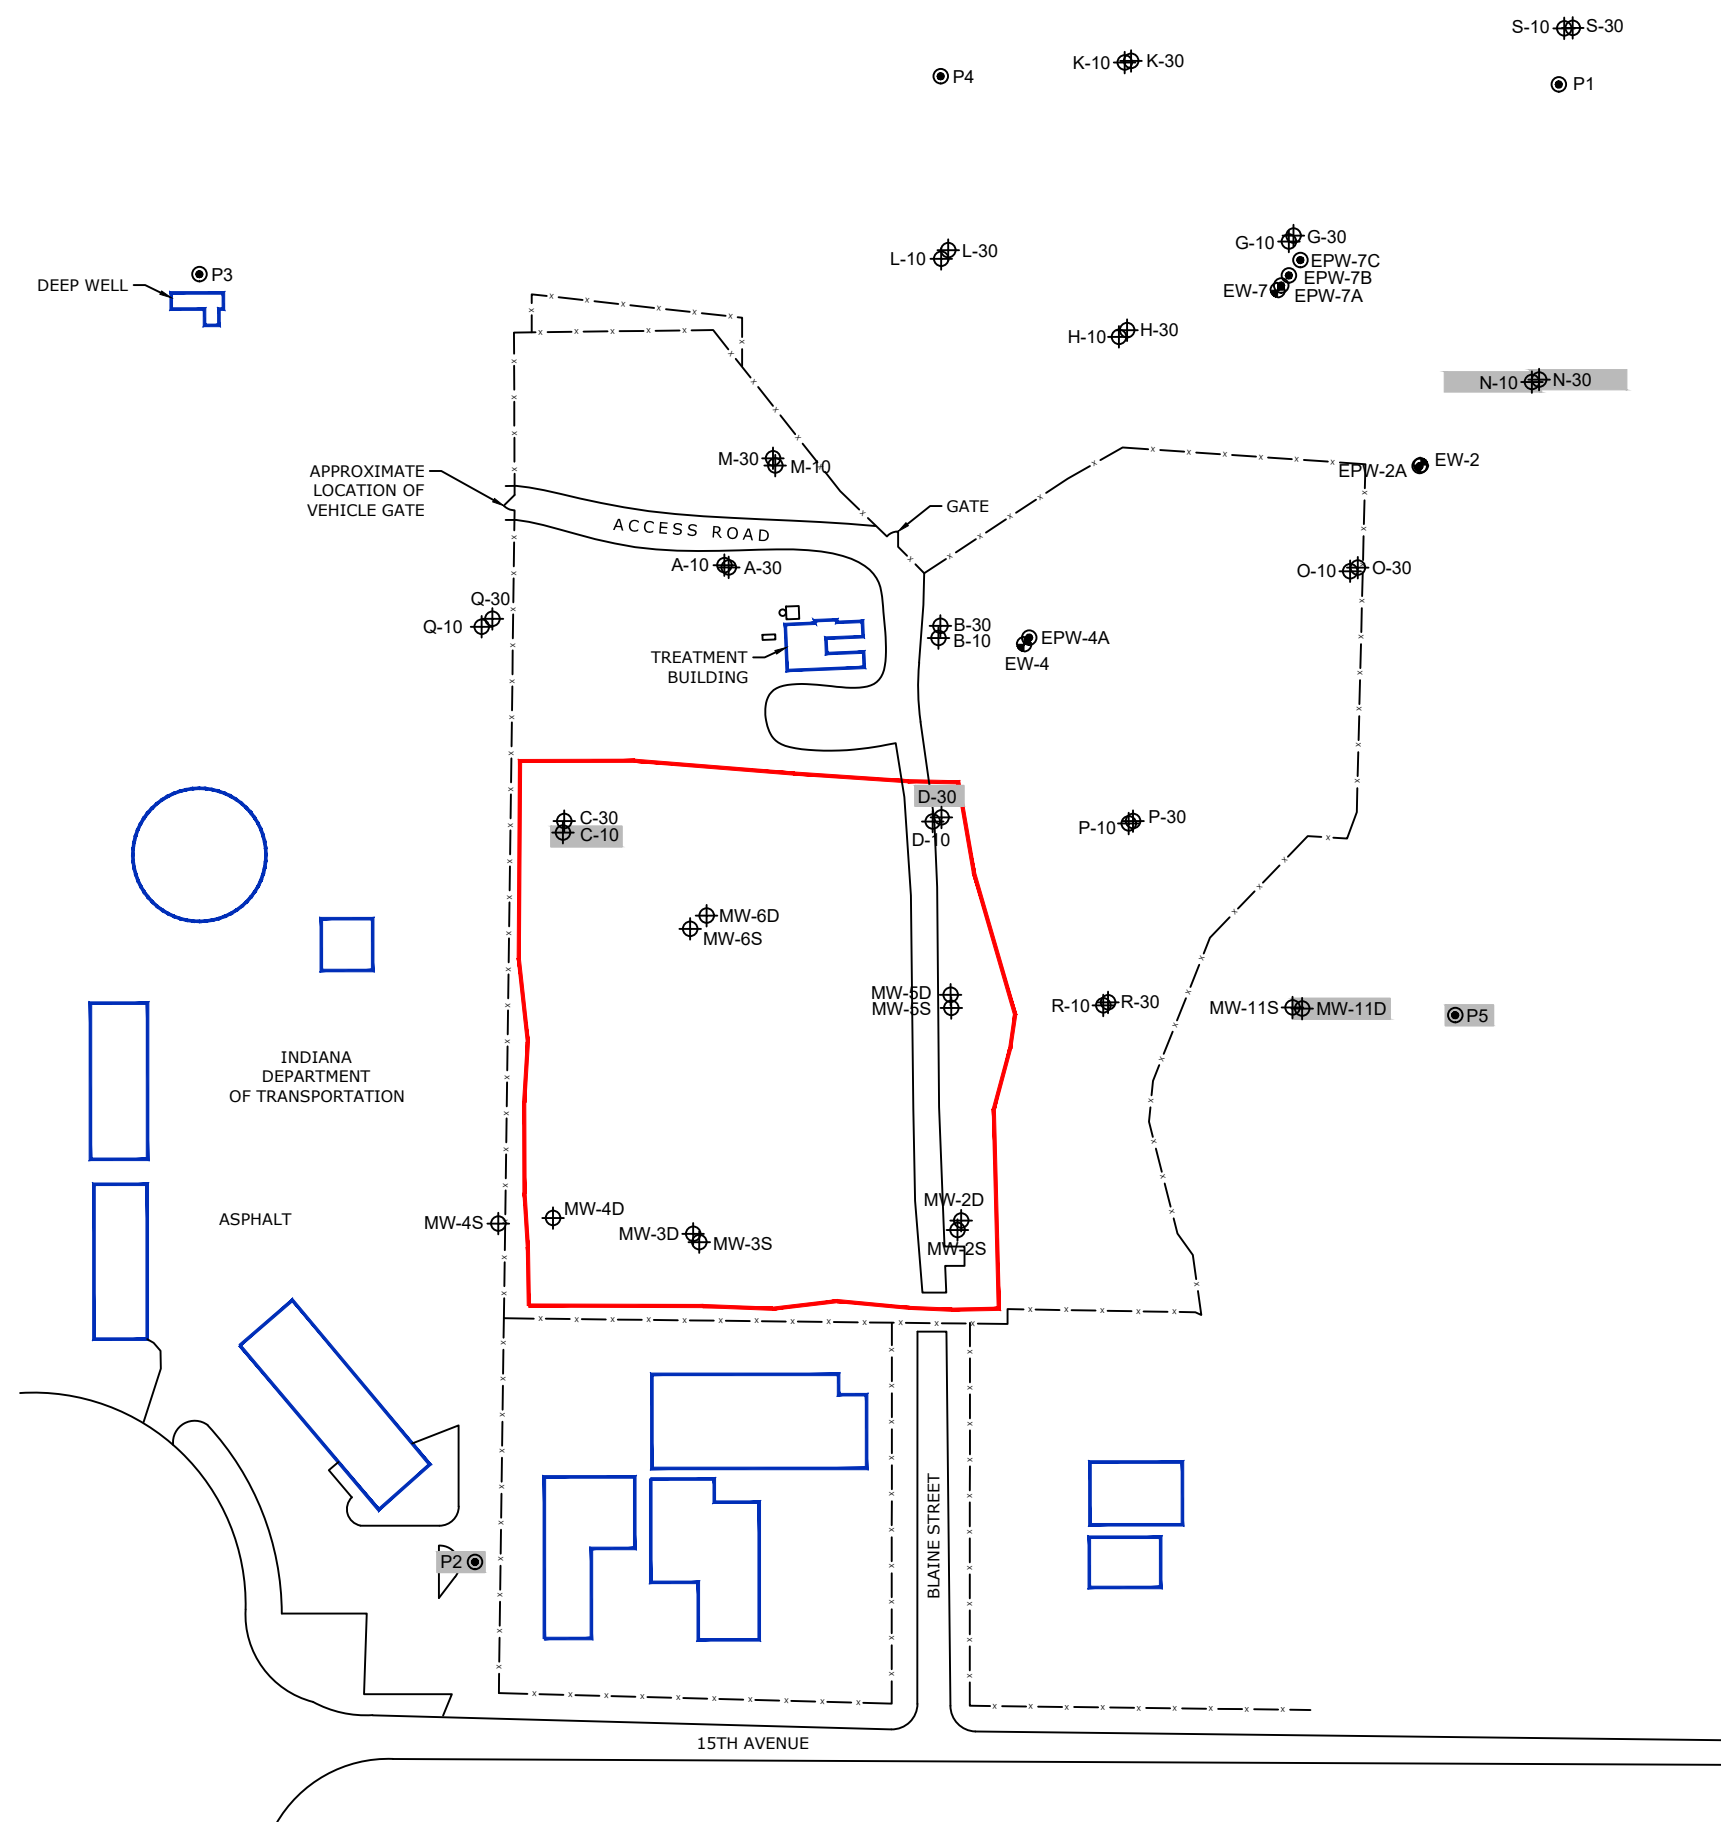 S-10
S-30
K-10
K-30
P4
P1
G-10
G-30
L-10
L-30
EPW-7C
P3
EPW-7B
DEEP WELL
EW-7
EPW-7A
H-10
H-30
N-10
N-30
M-30
M-10
EW-2
EPW-2A
APPROXIMATE
LOCATION OF
VEHICLE GATE
GATE
ACCESS ROAD
A-10
A-30
O-10
O-30
Q-30
Q-10
B-30
B-10
EPW-4A
EW-4
TREATMENT
BUILDING
D-30
C-30
C-10
D-10
P-10
P-30
MW-6D
MW-6S
MW-5D
MW-5S
R-10
R-30
MW-11S
MW-11D
P5
INDIANA
DEPARTMENT
OF TRANSPORTATION
ASPHALT
MW-4S
MW-4D
MW-3D
MW-3S
MW-2D
MW-2S
BLAINE STREET
P2
15TH AVENUE